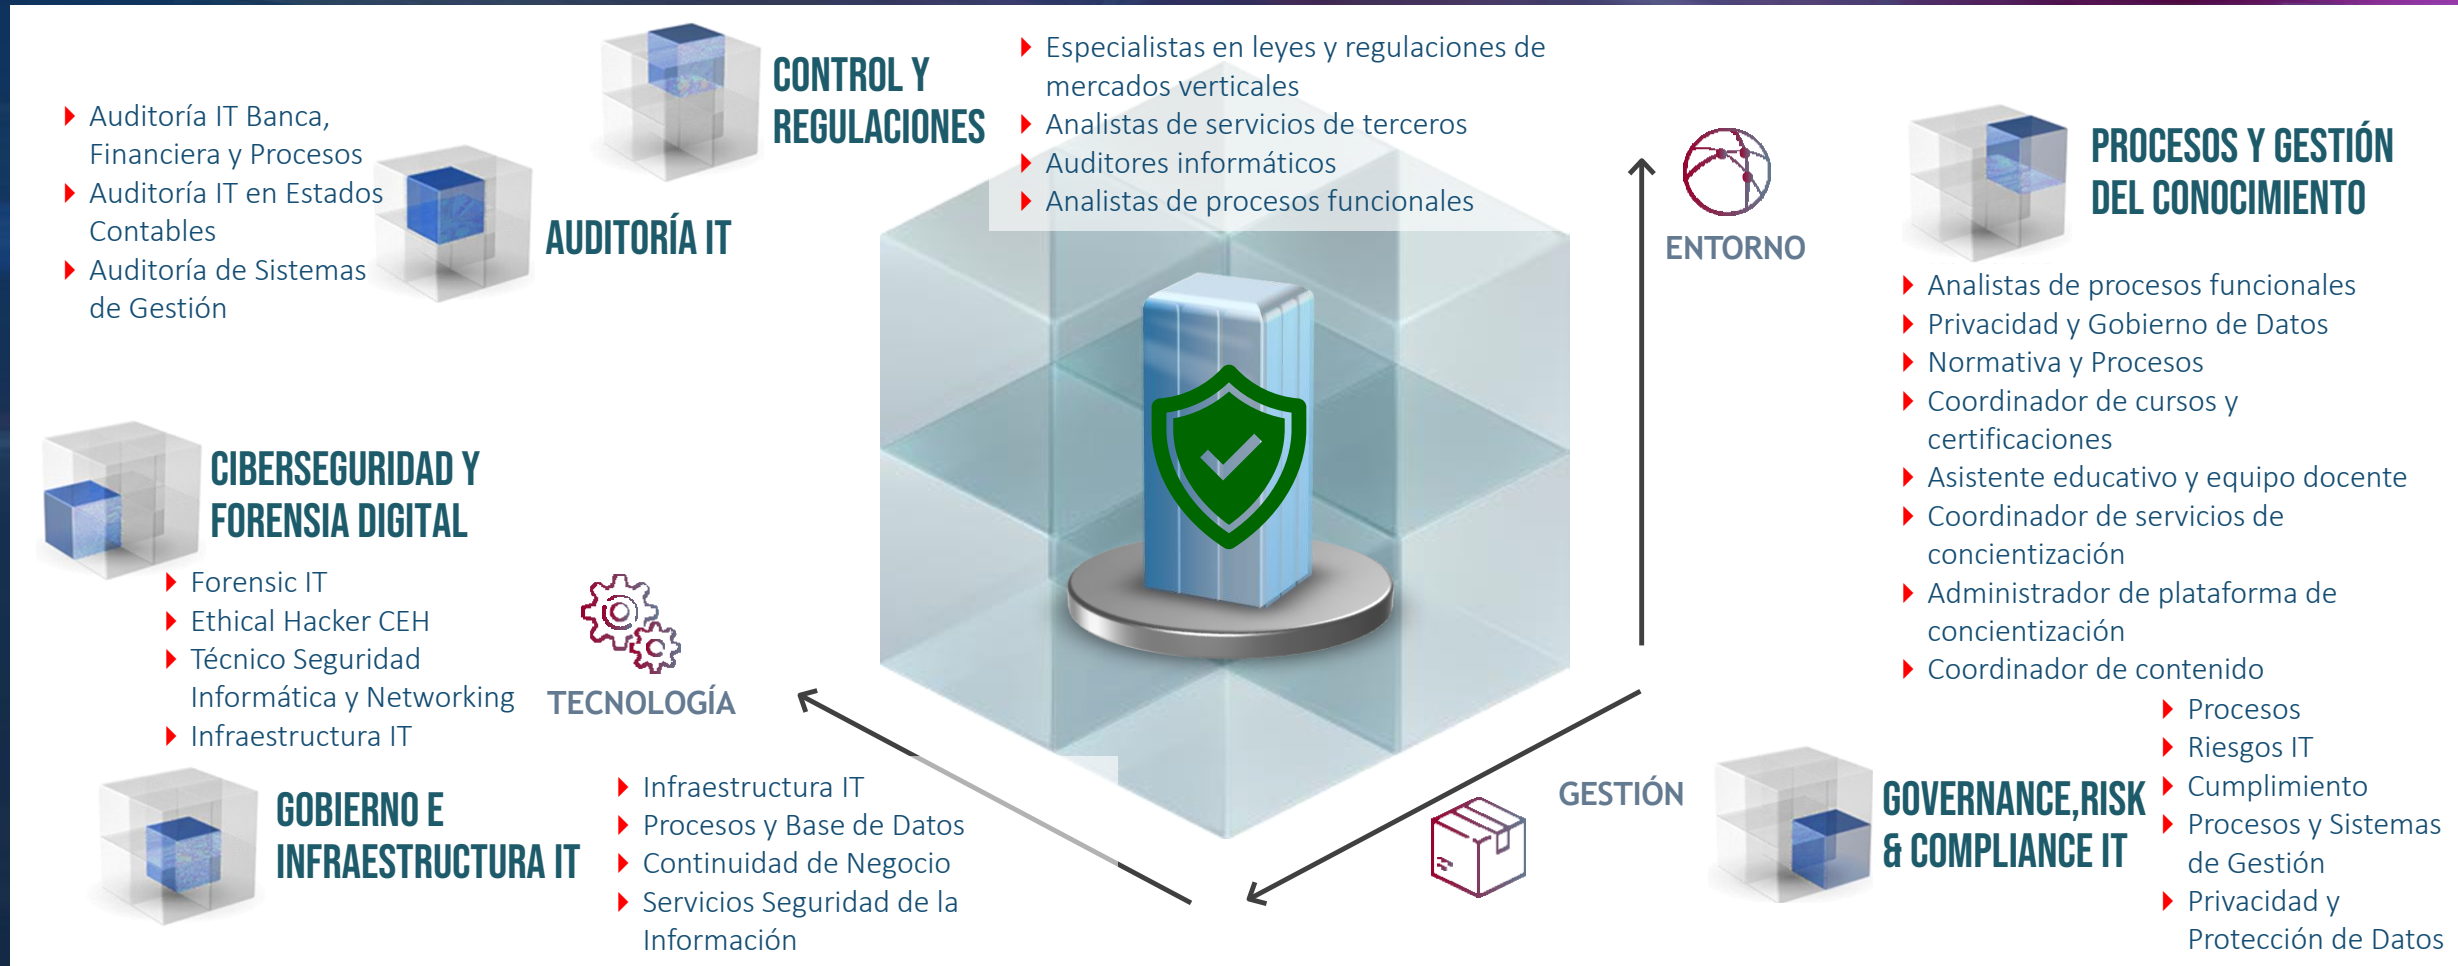 CONTROL Y
REGULACIONES
Especialistas en leyes y regulaciones de
mercados verticales
Analistas de servicios de terceros
Auditores informáticos
Analistas de procesos funcionales
Auditoría IT Banca,
Financiera y Procesos
Auditoría IT en Estados
Contables
Auditoría de Sistemas
de Gestión
AUDITORÍA IT
ENTORNO
PROCESOS Y GESTIÓN
DEL CONOCIMIENTO
Analistas de procesos funcionales
Privacidad y Gobierno de Datos
Normativa y Procesos
Coordinador de cursos y
certificaciones
Asistente educativo y equipo docente
Coordinador de servicios de
concientización
Administrador de plataforma de
concientización
Coordinador de contenido
CIBERSEGURIDAD Y
FORENSIA DIGITAL
Forensic IT
Ethical Hacker CEH
Técnico Seguridad
Informática y Networking
Infraestructura IT
TECNOLOGÍA
GOBIERNO E
INFRAESTRUCTURA IT
Infraestructura IT
Procesos y Base de Datos
Continuidad de Negocio
Servicios Seguridad de la
Información
GESTIÓN
GOVERNANCE,RISK
& COMPLIANCE IT
Procesos
Riesgos IT
Cumplimiento
Procesos y Sistemas
de Gestión
Privacidad y
Protección de Datos